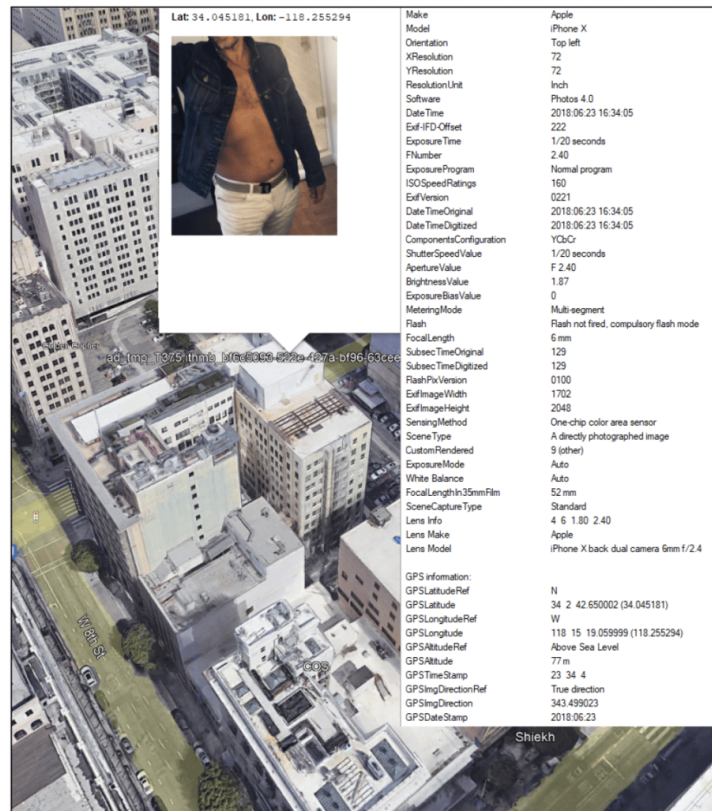 Lat: 34.045181, Lon: -118.255294
Make Apple
Model iPhone X
Orientation Top left
XResolution 72
YResolution 72
ResolutionUnit Inch
Software Photos 4.0
DateTime 2018:06:23 16:34:05
Exif-IFD-Offset 222
ExposureTime 1/20 seconds
FNumber 2.40
ExposureProgram Normal program
ISOSpeedRatings 160
ExifVersion 0221
DateTimeOriginal 2018:06:23 16:34:05
DateTimeDigitized 2018:06:23 16:34:05
ComponentsConfiguration YCbCr
ShutterSpeedValue 1/20 seconds
ApertureValue F 2.40
BrightnessValue 1.87
ExposureBiasValue 0
MeteringMode Multi-segment
Flash Flash not fired, compulsory flash mode
FocalLength 6 mm
SubsecTimeOriginal 129
SubsecTimeDigitized 129
FlashPixVersion 0100
ExifImageWidth 1702
ExifImageHeight 2048
SensingMethod One-chip color area sensor
SceneType A directly photographed image
CustomRendered 9 (other)
ExposureMode Auto
White Balance Auto
FocalLengthIn35mmFilm 52 mm
SceneCaptureType Standard
Lens Info 4 6 1.80 2.40
Lens Make Apple
Lens Model iPhone X back dual camera 6mm f/2.4
GPS information:
GPSLatitudeRef N
GPSLatitude 34 2 42.650002 (34.045181)
GPSLongitudeRef W
GPSLongitude 118 15 19.059999 (118.255294)
GPSAltitudeRef Above Sea Level
GPSAltitude 77 m
GPSTimeStamp 23 34 4
GPSImgDirectionRef True direction
GPSImgDirection 343.499023
GPSDateStamp 2018:06:23
W 8th St
COS
Shiekh